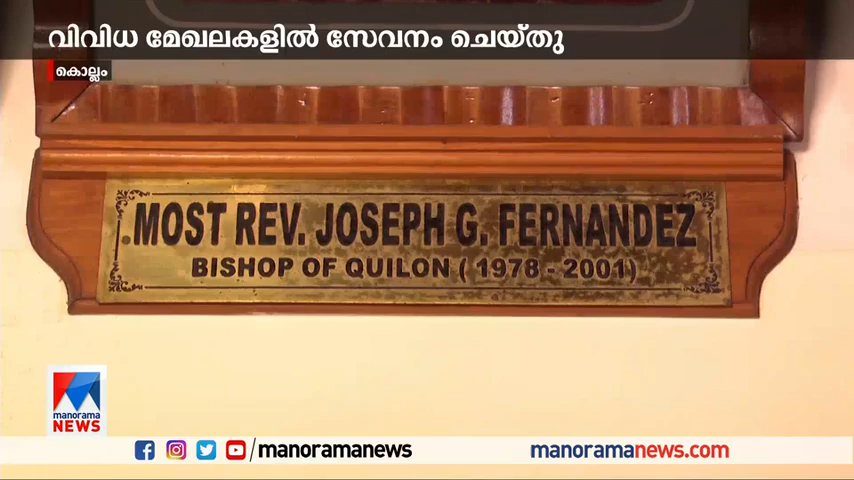 വിവിധ മേഖലകളിൽ സേവനം ചെയ്തു
കൊല്ലം
MOST REV. JOSEPH G. FERNANDEZ
BISHOP OF QUILON ( 1978 - 2001)
manorama
NEWS
/manoramanews
manoramanews.com